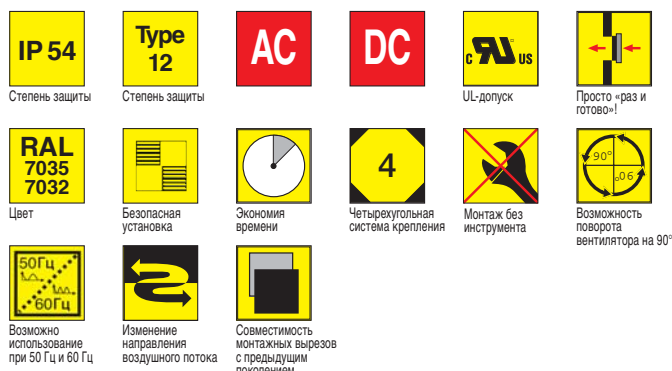 IP 54
Степень защиты
Type
12
Степень защиты
AC
DC
c RU US
UL-допуск
Просто «раз и
готово»!
RAL
7035
7032
Цвет
Безопасная
установка
Экономия
времени
4
Четырехугольная
система крепления
Монтаж без
инструмента
90°
90°
Возможность
поворота
вентилятора на 90°
50Гц
60Гц
Возможно
использование
при 50 Гц и 60 Гц
Изменение
направления
воздушного потока
Совместимость
монтажных вырезов
с предыдущим
поколением